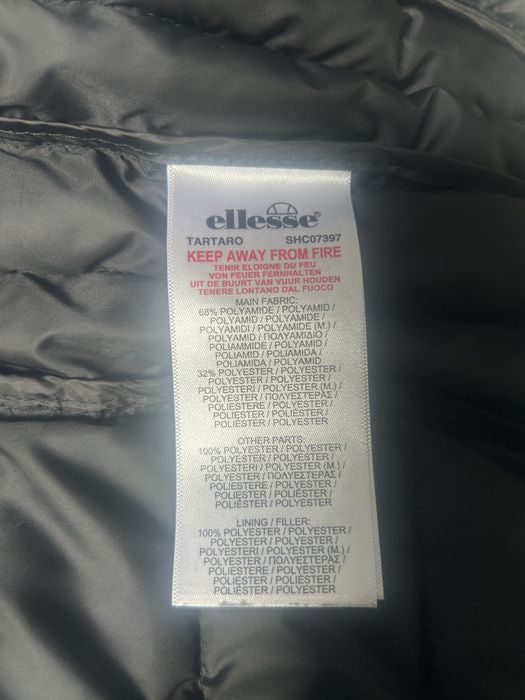 ellesse®
TARTARO SHC07397
KEEP AWAY FROM FIRE
TENIR ELOIGNE DU FEU
VON FEUER FERNHALTEN
UIT DE BUURT VAN VUUR HOUDEN
TENERE LONTANO DAL FUOCO
MAIN FABRIC:
68% POLYAMIDE / POLYAMID /
POLYAMID / POLYAMIDE /
POLYAMIDI / POLYAMIDE (M.) /
POLYAMID / ΠΟΛΥΑΜΙΔΙΟ /
POLIAMMIDE / POLYAMID /
POLIAMID / POLIAMIDA /
POLIAMIDA / POLYAMID
32% POLYESTER / POLYESTER /
POLYESTER / POLYESTER /
POLYESTERI / POLYESTER (M.) /
POLYESTER / ΠΟΛΥΕΣΤΕΡΑΣ /
POLIESTERE / POLYESTER /
POLIESTER / POLIÉSTER /
POLIÉSTER / POLYESTER
OTHER PARTS:
100% POLYESTER / POLYESTER /
POLYESTER / POLYESTER /
POLYESTERI / POLYESTER (M.) /
POLYESTER / ΠΟΛΥΕΣΤΕΡΑΣ /
POLIESTERE / POLYESTER /
POLIESTER / POLIÉSTER /
POLIÉSTER / POLYESTER
LINING / FILLER:
100% POLYESTER / POLYESTER /
POLYESTER / POLYESTER /
POLYESTERI / POLYESTER (M.) /
POLYESTER / ΠΟΛΥΕΣΤΕΡΑΣ /
POLIESTERE / POLYESTER /
POLIESTER / POLIÉSTER /
POLIÉSTER / POLYESTER